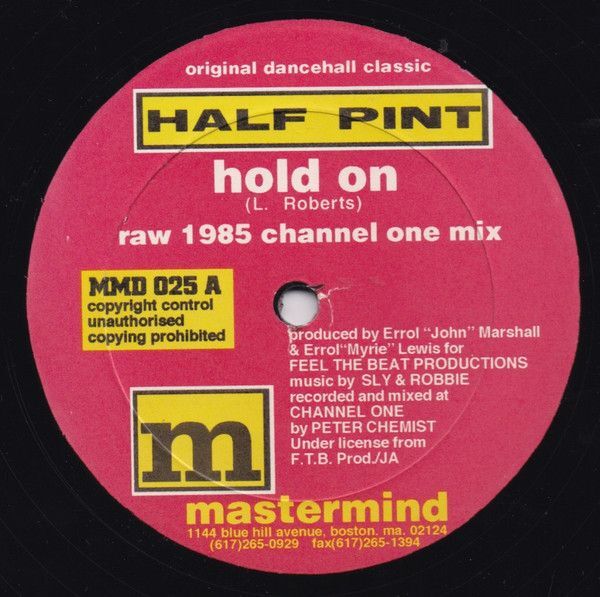 original dancehall classic
HALF PINT
hold on
(L. Roberts)
raw 1985 channel one mix
MMD 025 A
copyright control
unauthorised
copying prohibited
produced by Errol "John" Marshall
& Errol"Myrie" Lewis for
FEEL THE BEAT PRODUCTIONS
music by SLY & ROBBIE
recorded and mixed at
CHANNEL ONE
by PETER CHEMIST
Under license from
F.T.B. Prod./JA
m
mastermind
1144 blue hill avenue, boston. ma. 02124
(617)265-0929 fax(617)265-1394